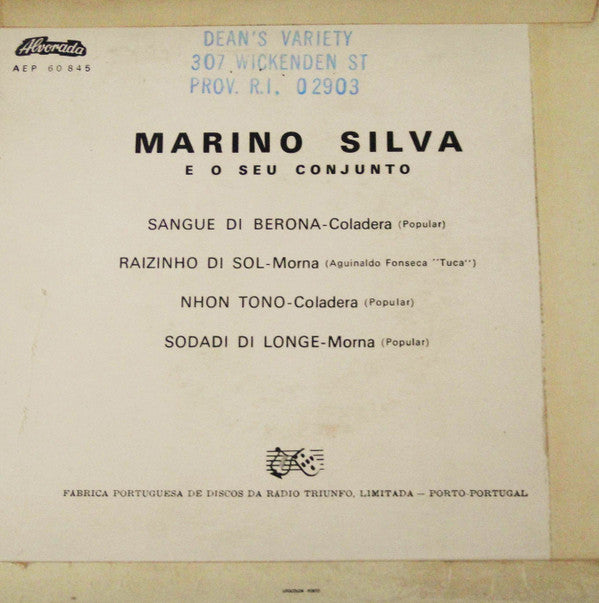 Alvorada
AEP 60 845
DEAN'S VARIETY
307 WICKENDEN ST
PROV. R.I. 02903
MARINO SILVA
E O SEU CONJUNTO
SANGUE DI BERONA-Coladera (Popular)
RAIZINHO DI SOL-Morna (Aguinaldo Fonseca "Tuca")
NHON TONO-Coladera (Popular)
SODADI DI LONGE-Morna (Popular)
FÁBRICA PORTUGUESA DE DISCOS DA RÁDIO TRIUNFO, LIMITADA — PORTO-PORTUGAL